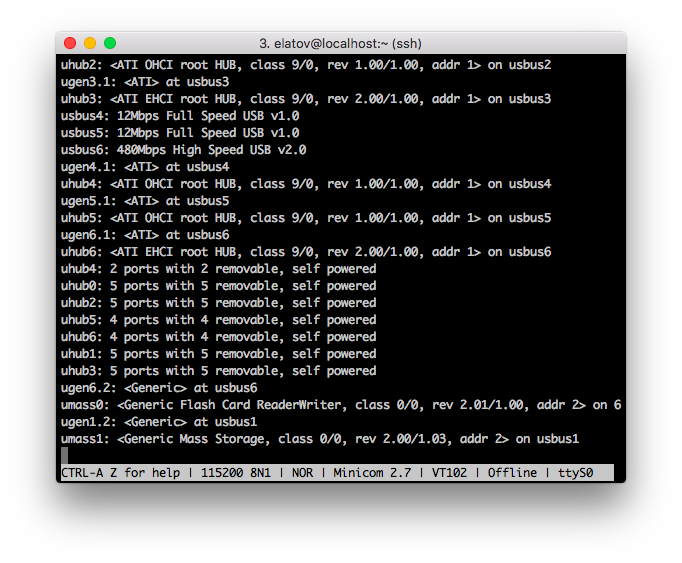 3. elatov@localhost:~ (ssh)
uhub2: <ATI OHCI root HUB, class 9/0, rev 1.00/1.00, addr 1> on usbus2
ugen3.1: <ATI> at usbus3
uhub3: <ATI EHCI root HUB, class 9/0, rev 2.00/1.00, addr 1> on usbus3
usbus4: 12Mbps Full Speed USB v1.0
usbus5: 12Mbps Full Speed USB v1.0
usbus6: 480Mbps High Speed USB v2.0
ugen4.1: <ATI> at usbus4
uhub4: <ATI OHCI root HUB, class 9/0, rev 1.00/1.00, addr 1> on usbus4
ugen5.1: <ATI> at usbus5
uhub5: <ATI OHCI root HUB, class 9/0, rev 1.00/1.00, addr 1> on usbus5
ugen6.1: <ATI> at usbus6
uhub6: <ATI EHCI root HUB, class 9/0, rev 2.00/1.00, addr 1> on usbus6
uhub4: 2 ports with 2 removable, self powered
uhub0: 5 ports with 5 removable, self powered
uhub2: 5 ports with 5 removable, self powered
uhub5: 4 ports with 4 removable, self powered
uhub6: 4 ports with 4 removable, self powered
uhub1: 5 ports with 5 removable, self powered
uhub3: 5 ports with 5 removable, self powered
ugen6.2: <Generic> at usbus6
umass0: <Generic Flash Card ReaderWriter, class 0/0, rev 2.01/1.00, addr 2> on 6
ugen1.2: <Generic> at usbus1
umass1: <Generic Mass Storage, class 0/0, rev 2.00/1.03, addr 2> on usbus1
CTRL-A Z for help | 115200 8N1 | NOR | Minicom 2.7 | VT102 | Offline | ttyS0